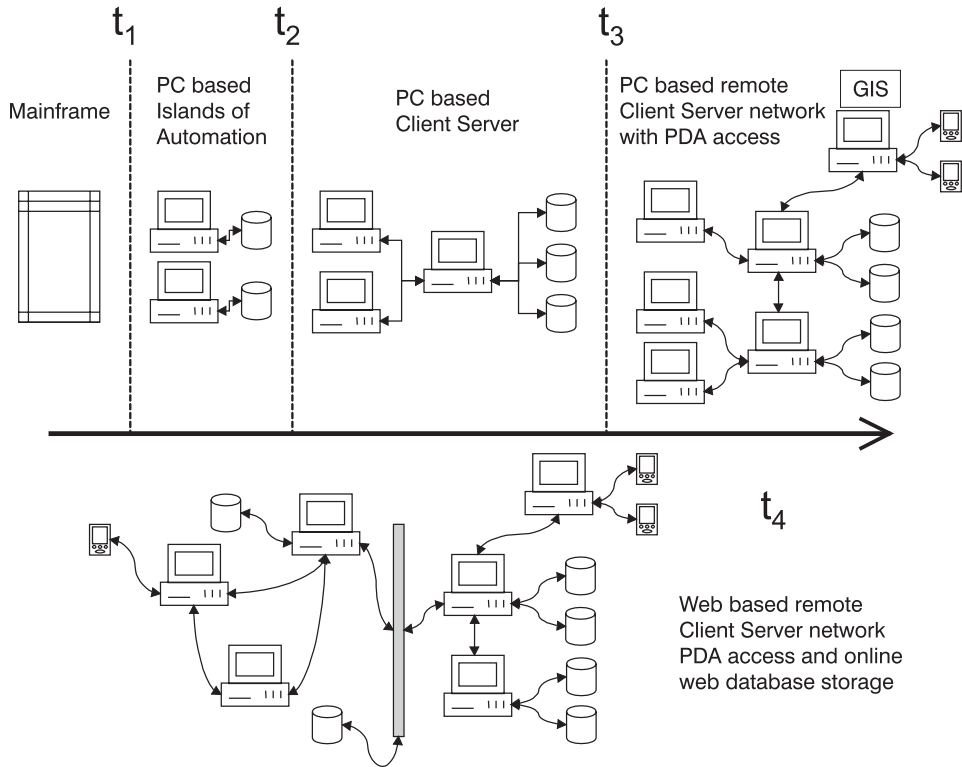 t1
t2
t3
Mainframe
PC based
Islands of
Automation
PC based
Client Server
PC based remote
Client Server network
with PDA access
GIS
t4
Web based remote
Client Server network
PDA access and online
web database storage